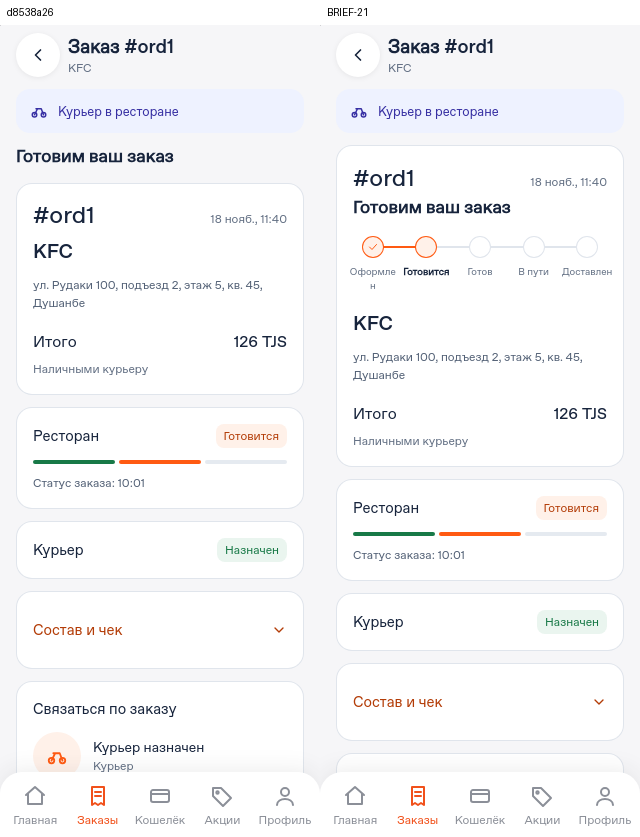 d8538a26
Заказ #ord1
KFC
Курьер в ресторане
Готовим ваш заказ
#ord1
18 нояб., 11:40
KFC
ул. Рудаки 100, подъезд 2, этаж 5, кв. 45,
Душанбе
Итого
126 TJS
Наличными курьеру
Ресторан
Готовится
Статус заказа: 10:01
Курьер
Назначен
Состав и чек
Связаться по заказу
Курьер назначен
Курьер
Главная
Заказы
Кошелёк
Акции
Профиль
BRIEF-21
Заказ #ord1
KFC
Курьер в ресторане
#ord1
18 нояб., 11:40
Готовим ваш заказ
Оформле
н
Готовится
Готов
В пути
Доставлен
KFC
ул. Рудаки 100, подъезд 2, этаж 5, кв. 45,
Душанбе
Итого
126 TJS
Наличными курьеру
Ресторан
Готовится
Статус заказа: 10:01
Курьер
Назначен
Состав и чек
Главная
Заказы
Кошелёк
Акции
Профиль